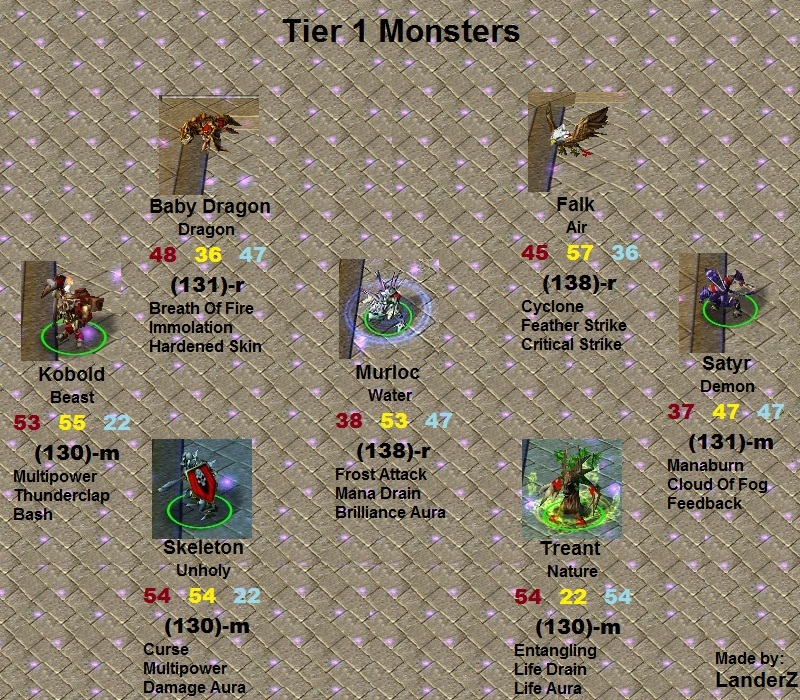 Tier 1 Monsters
Baby Dragon
Dragon
48 36 47
(131)-r
Breath Of Fire
Immolation
Hardened Skin
Falk
Air
45 57 36
(138)-r
Cyclone
Feather Strike
Critical Strike
Kobold
Beast
53 55 22
(130)-m
Multipower
Thunderclap
Bash
Murloc
Water
38 53 47
(138)-r
Frost Attack
Mana Drain
Brilliance Aura
Satyr
Demon
37 47 47
(131)-m
Manaburn
Cloud Of Fog
Feedback
Skeleton
Unholy
54 54 22
(130)-m
Curse
Multipower
Damage Aura
Treant
Nature
54 22 54
(130)-m
Entangling
Life Drain
Life Aura
Made by:
LanderZ